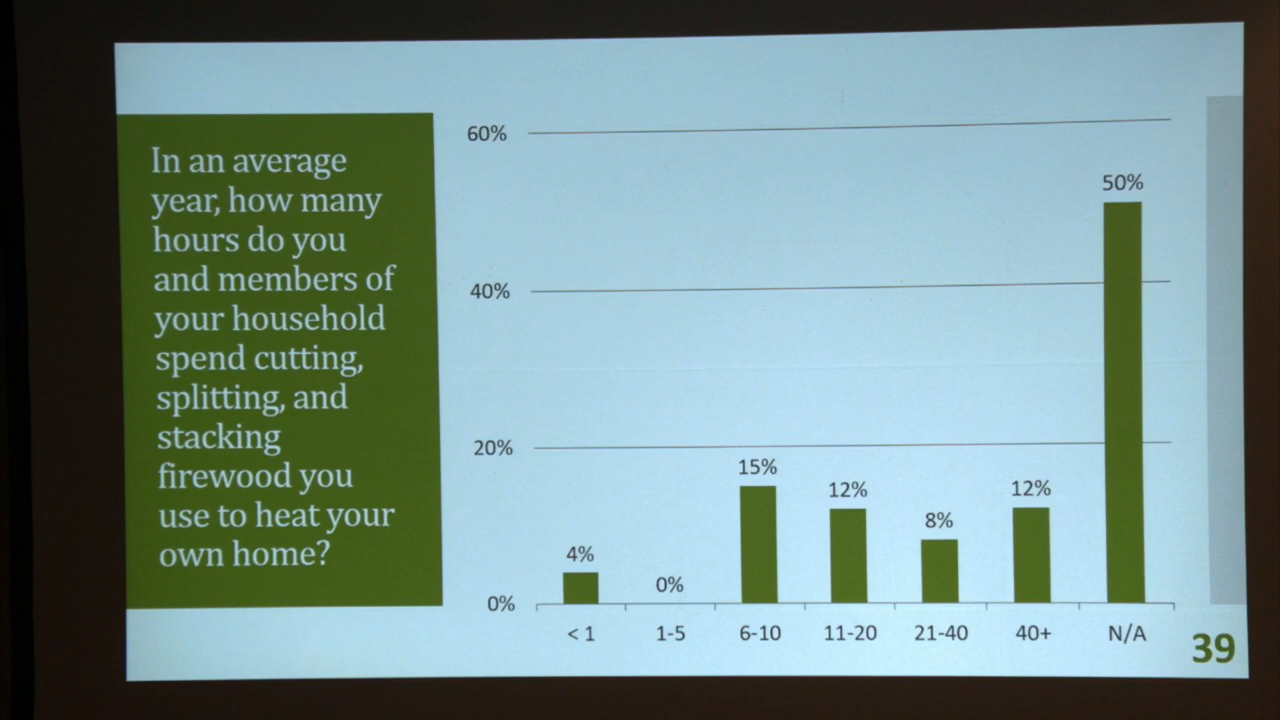 In an average
year, how many
hours do you
and members of
your household
spend cutting,
splitting, and
stacking
firewood you
use to heat your
own home?
60%
40%
20%
0%
4%
0%
15%
12%
8%
12%
50%
< 1
1-5
6-10
11-20
21-40
40+
N/A
39